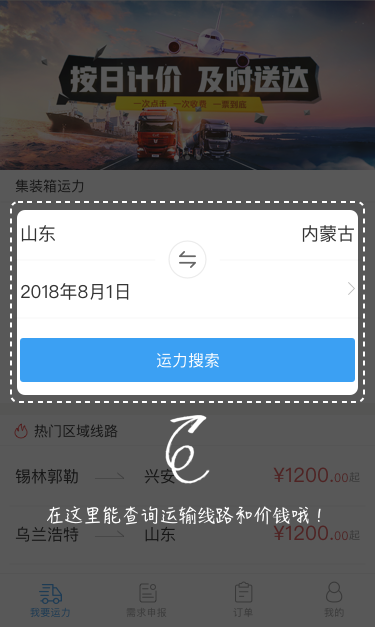 按日计价 及时送达
一次点击 一次收费 一票到底
集装箱运力
山东
内蒙古
2018年8月1日
运力搜索
热门区域线路
锡林郭勒
兴安
¥1200.00起
在这里能查询运输线路和价钱哦！
乌兰浩特
山东
¥1200.00起
我要运力
需求申报
订单
我的